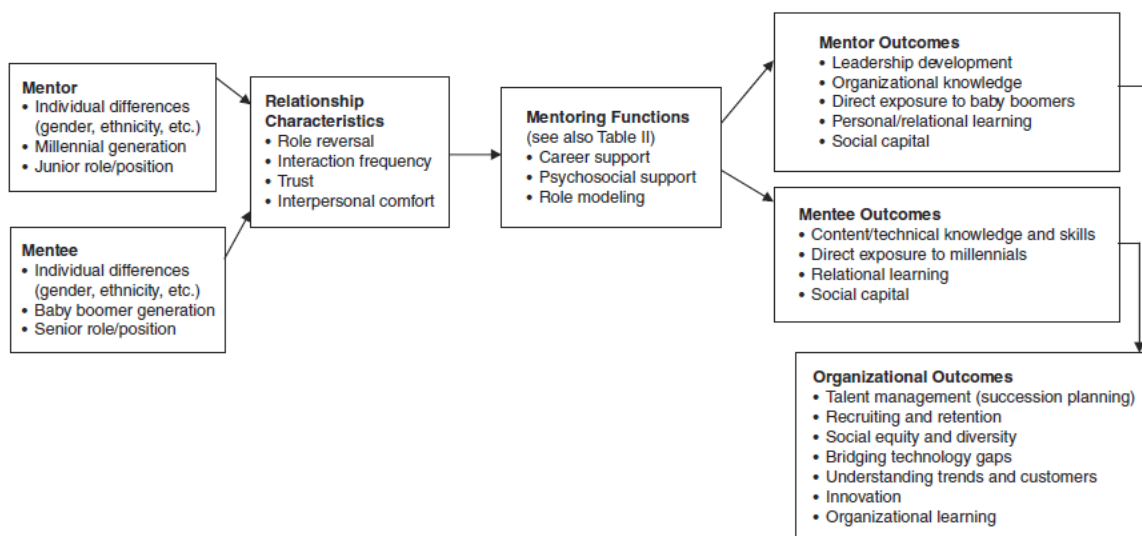 Mentor
• Individual differences
(gender, ethnicity, etc.)
• Millennial generation
• Junior role/position
Mentee
• Individual differences
(gender, ethnicity, etc.)
• Baby boomer generation
• Senior role/position
Relationship
Characteristics
• Role reversal
• Interaction frequency
• Trust
• Interpersonal comfort
Mentoring Functions
(see also Table II)
• Career support
• Psychosocial support
• Role modeling
Mentor Outcomes
• Leadership development
• Organizational knowledge
• Direct exposure to baby boomers
• Personal/relational learning
• Social capital
Mentee Outcomes
• Content/technical knowledge and skills
• Direct exposure to millennials
• Relational learning
• Social capital
Organizational Outcomes
• Talent management (succession planning)
• Recruiting and retention
• Social equity and diversity
• Bridging technology gaps
• Understanding trends and customers
• Innovation
• Organizational learning